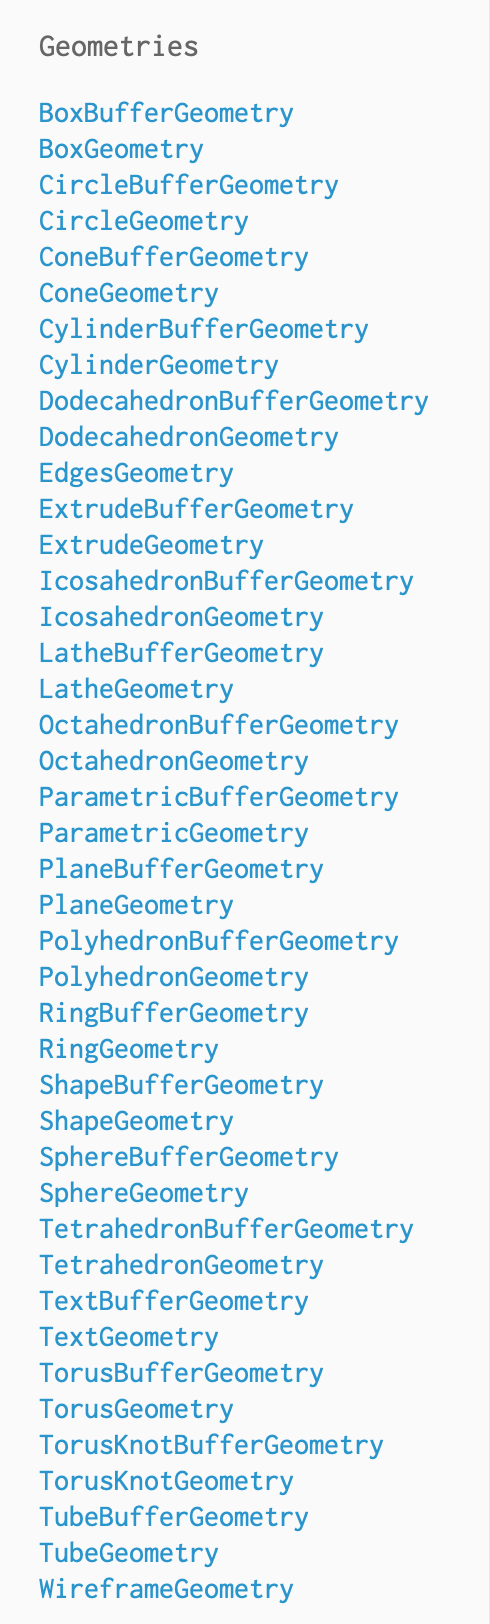 Geometries
BoxBufferGeometry
BoxGeometry
CircleBufferGeometry
CircleGeometry
ConeBufferGeometry
ConeGeometry
CylinderBufferGeometry
CylinderGeometry
DodecahedronBufferGeometry
DodecahedronGeometry
EdgesGeometry
ExtrudeBufferGeometry
ExtrudeGeometry
IcosahedronBufferGeometry
IcosahedronGeometry
LatheBufferGeometry
LatheGeometry
OctahedronBufferGeometry
OctahedronGeometry
ParametricBufferGeometry
ParametricGeometry
PlaneBufferGeometry
PlaneGeometry
PolyhedronBufferGeometry
PolyhedronGeometry
RingBufferGeometry
RingGeometry
ShapeBufferGeometry
ShapeGeometry
SphereBufferGeometry
SphereGeometry
TetrahedronBufferGeometry
TetrahedronGeometry
TextBufferGeometry
TextGeometry
TorusBufferGeometry
TorusGeometry
TorusKnotBufferGeometry
TorusKnotGeometry
TubeBufferGeometry
TubeGeometry
WireframeGeometry